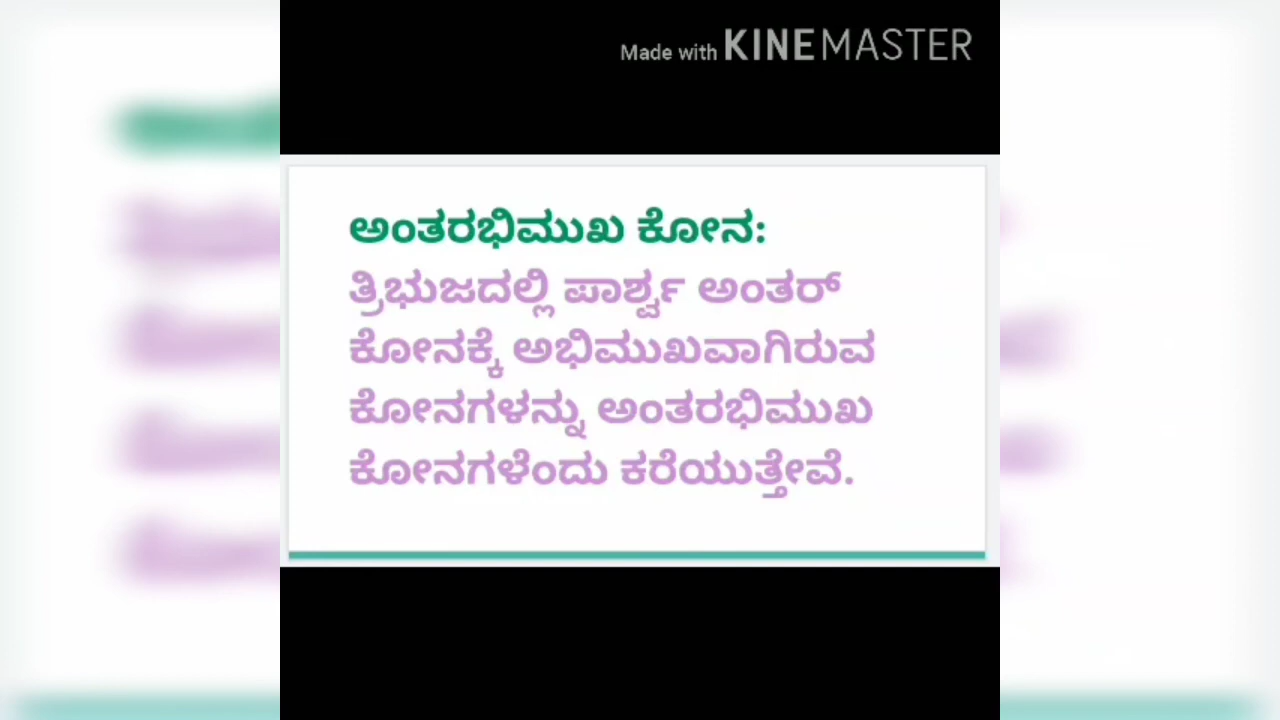 Made with KINEMASTER
ಅಂತರಭಿಮುಖ ಕೋನ:
ತ್ರಿಭುಜದಲ್ಲಿ ಪಾರ್ಶ್ವ ಅಂತರ್
ಕೋನಕ್ಕೆ ಅಭಿಮುಖವಾಗಿರುವ
ಕೋನಗಳನ್ನು ಅಂತರಭಿಮುಖ
ಕೋನಗಳೆಂದು ಕರೆಯುತ್ತೇವೆ.